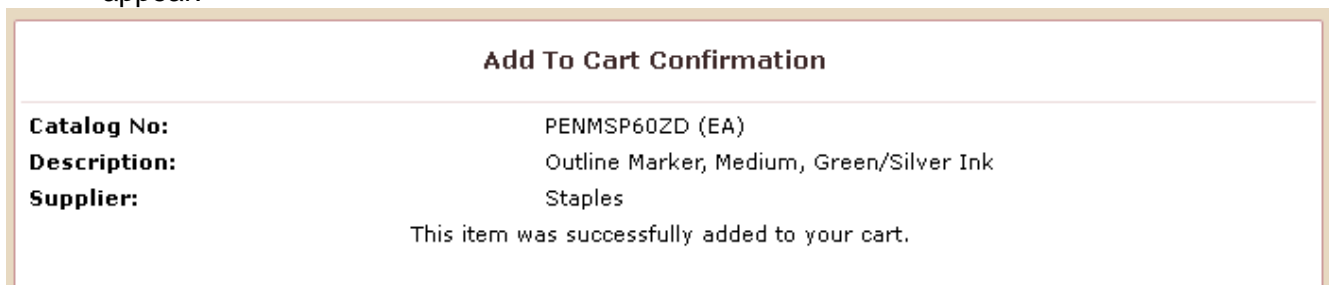 appear.
Add To Cart Confirmation
Catalog No: PENMSP60ZD (EA)
Description: Outline Marker, Medium, Green/Silver Ink
Supplier: Staples
This item was successfully added to your cart.